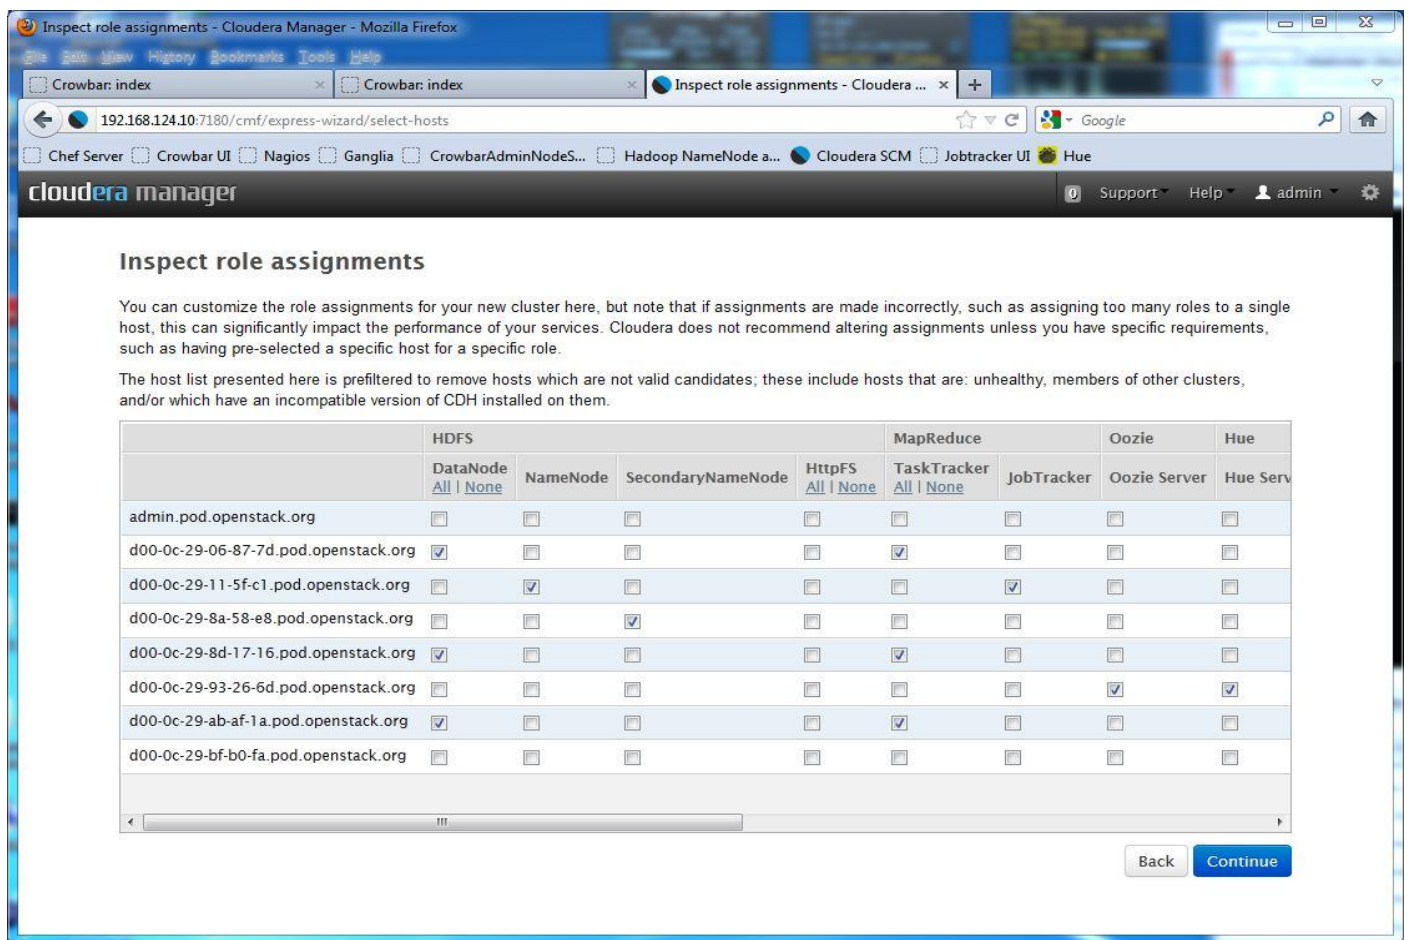 Inspect role assignments - Cloudera Manager - Mozilla Firefox
File Edit View History Bookmarks Tools Help
Crowbar: index Crowbar: index Inspect role assignments - Cloudera ...
192.168.124.10:7180/cmf/express-wizard/select-hosts Google
Chef Server Crowbar UI Nagios Ganglia CrowbarAdminNodeS... Hadoop NameNode a... Cloudera SCM Jobtracker UI Hue
cloudera manager 0 Support Help admin
Inspect role assignments
You can customize the role assignments for your new cluster here, but note that if assignments are made incorrectly, such as assigning too many roles to a single
host, this can significantly impact the performance of your services. Cloudera does not recommend altering assignments unless you have specific requirements,
such as having pre-selected a specific host for a specific role.
The host list presented here is prefiltered to remove hosts which are not valid candidates; these include hosts that are: unhealthy, members of other clusters,
and/or which have an incompatible version of CDH installed on them.
HDFS MapReduce Oozie Hue
DataNode NameNode SecondaryNameNode HttpFS TaskTracker JobTracker Oozie Server Hue Serv
All | None All | None All | None
admin.pod.openstack.org
d00-0c-29-06-87-7d.pod.openstack.org
d00-0c-29-11-5f-c1.pod.openstack.org
d00-0c-29-8a-58-e8.pod.openstack.org
d00-0c-29-8d-17-16.pod.openstack.org
d00-0c-29-93-26-6d.pod.openstack.org
d00-0c-29-ab-af-1a.pod.openstack.org
d00-0c-29-bf-b0-fa.pod.openstack.org
Back Continue